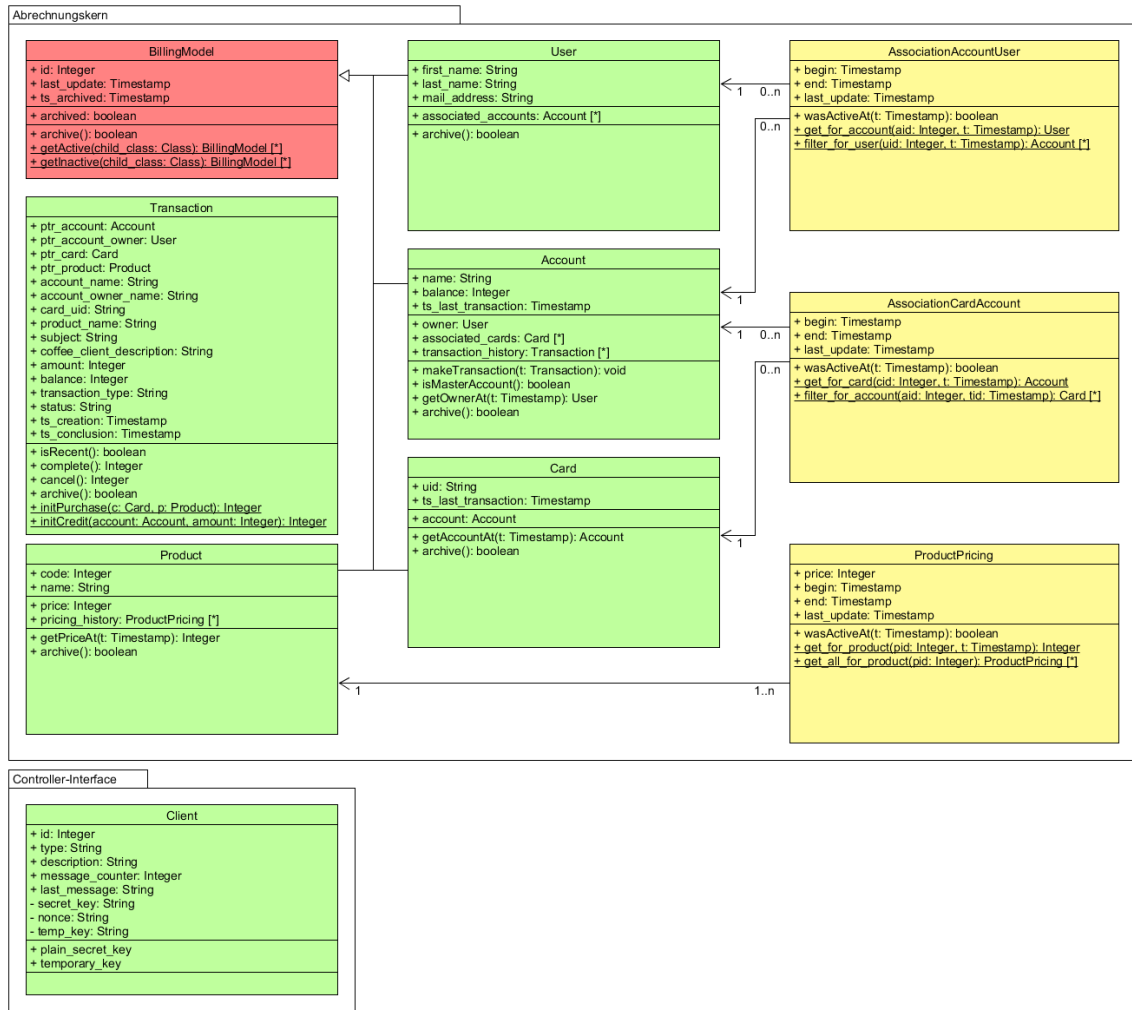 Abrechnungskern
BillingModel
+ id: Integer
+ last_update: Timestamp
+ ts_archived: Timestamp
+ archived: boolean
+ archive(): boolean
+ getActive(child_class: Class): BillingModel [*]
+ getInactive(child_class: Class): BillingModel [*]
Transaction
+ ptr_account: Account
+ ptr_account_owner: User
+ ptr_card: Card
+ ptr_product: Product
+ account_name: String
+ account_owner_name: String
+ card_uid: String
+ product_name: String
+ subject: String
+ coffee_client_description: String
+ amount: Integer
+ balance: Integer
+ transaction_type: String
+ status: String
+ ts_creation: Timestamp
+ ts_conclusion: Timestamp
+ isRecent(): boolean
+ complete(): Integer
+ cancel(): Integer
+ archive(): boolean
+ initPurchase(c: Card, p: Product): Integer
+ initCredit(account: Account, amount: Integer): Integer
Product
+ code: Integer
+ name: String
+ price: Integer
+ pricing_history: ProductPricing [*]
+ getPriceAt(t: Timestamp): Integer
+ archive(): boolean
User
+ first_name: String
+ last_name: String
+ mail_address: String
+ associated_accounts: Account [*]
+ archive(): boolean
Account
+ name: String
+ balance: Integer
+ ts_last_transaction: Timestamp
+ owner: User
+ associated_cards: Card [*]
+ transaction_history: Transaction [*]
+ makeTransaction(t: Transaction): void
+ isMasterAccount(): boolean
+ getOwnerAt(t: Timestamp): User
+ archive(): boolean
Card
+ uid: String
+ ts_last_transaction: Timestamp
+ account: Account
+ getAccountAt(t: Timestamp): Account
+ archive(): boolean
1
0..n
0..n
1
1
0..n
0..n
1
1
1..n
AssociationAccountUser
+ begin: Timestamp
+ end: Timestamp
+ last_update: Timestamp
+ wasActiveAt(t: Timestamp): boolean
+ get_for_account(aid: Integer, t: Timestamp): User
+ filter_for_user(uid: Integer, t: Timestamp): Account [*]
AssociationCardAccount
+ begin: Timestamp
+ end: Timestamp
+ last_update: Timestamp
+ wasActiveAt(t: Timestamp): boolean
+ get_for_card(cid: Integer, t: Timestamp): Account
+ filter_for_account(aid: Integer, tid: Timestamp): Card [*]
ProductPricing
+ price: Integer
+ begin: Timestamp
+ end: Timestamp
+ last_update: Timestamp
+ wasActiveAt(t: Timestamp): boolean
+ get_for_product(pid: Integer, t: Timestamp): Integer
+ get_all_for_product(pid: Integer): ProductPricing [*]
Controller-Interface
Client
+ id: Integer
+ type: String
+ description: String
+ message_counter: Integer
+ last_message: String
- secret_key: String
- nonce: String
- temp_key: String
+ plain_secret_key
+ temporary_key